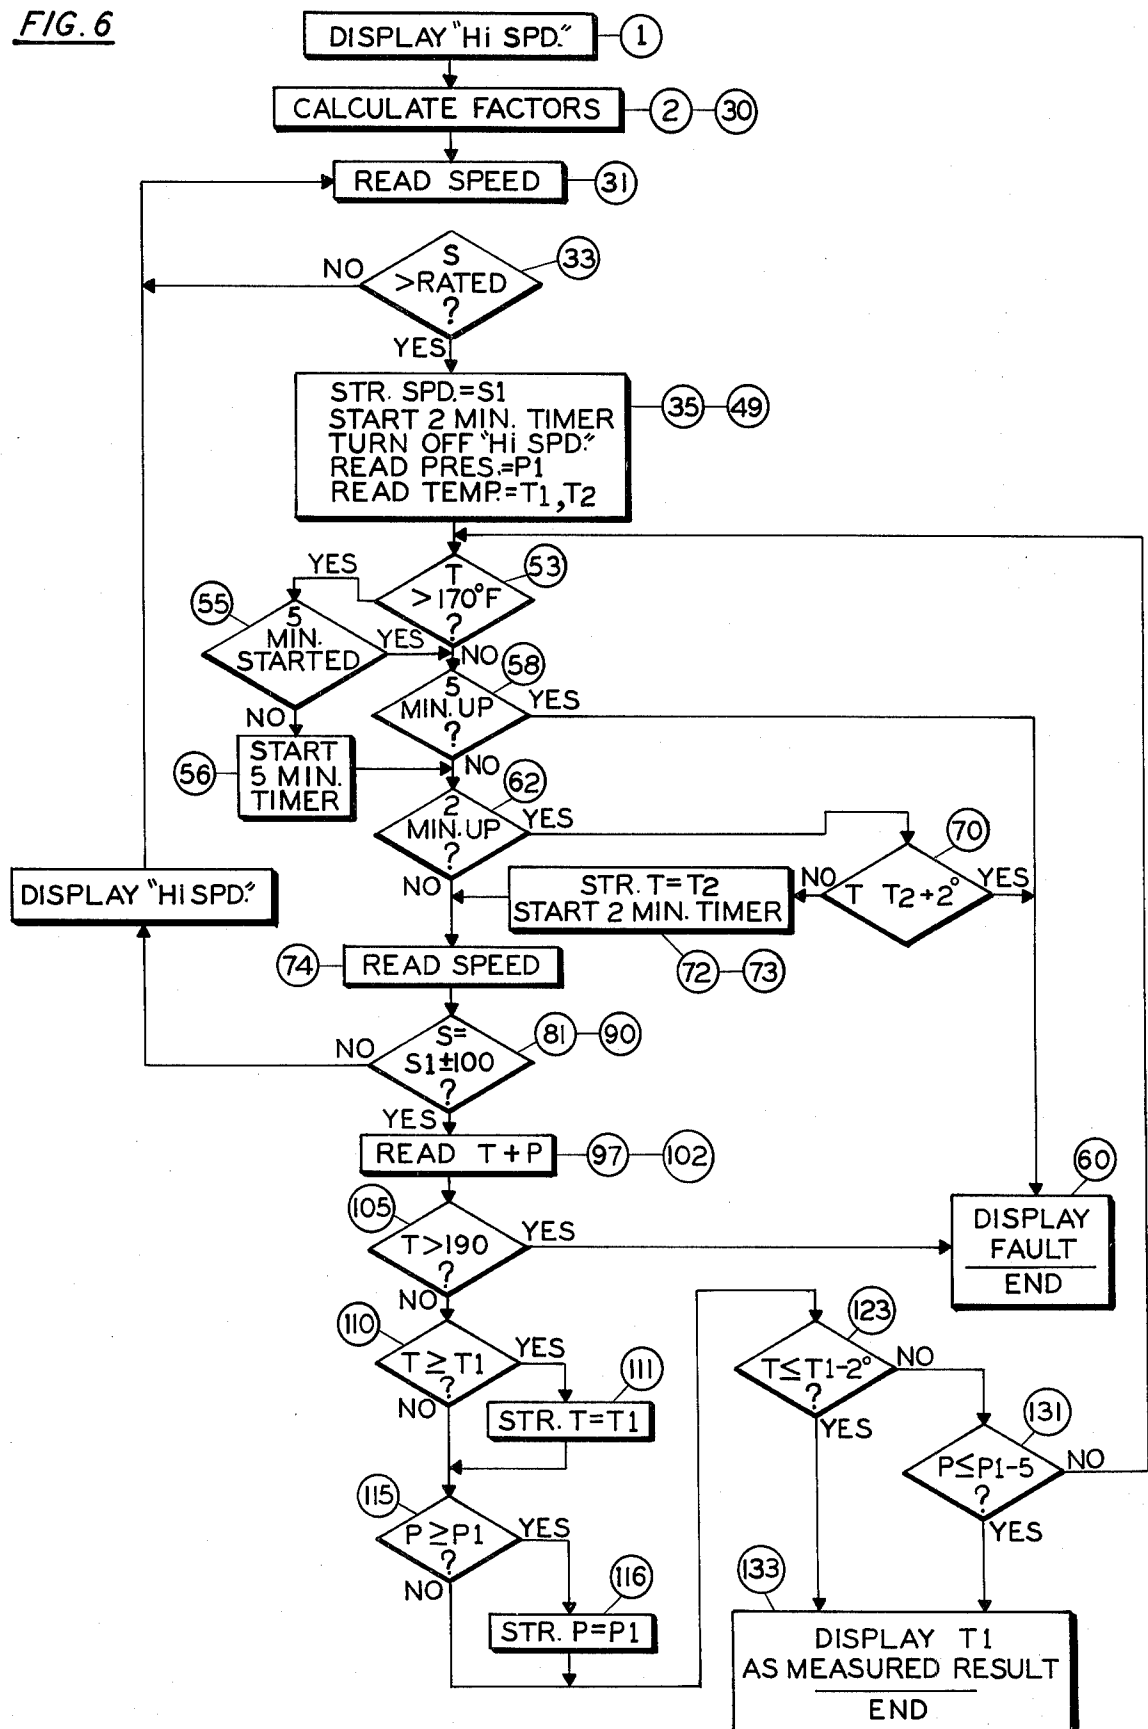 FIG. 6
DISPLAY "Hi SPD."
1
CALCULATE FACTORS
2
30
READ SPEED
31
S
>RATED
?
33
NO
YES
STR. SPD.=S1
START 2 MIN. TIMER
TURN OFF "Hi SPD."
READ PRES.=P1
READ TEMP.=T1,T2
35
49
T
>170°F
?
53
YES
NO
55
5
MIN.
STARTED
YES
NO
5
MIN. UP
?
58
YES
NO
56
START
5 MIN.
TIMER
2
MIN. UP
?
62
YES
NO
70
T T2+2°
NO
YES
STR. T=T2
START 2 MIN. TIMER
72
73
DISPLAY "Hi SPD."
74
READ SPEED
S=
S1±100
?
81
90
NO
YES
READ T+P
97
102
105
T>190
?
YES
NO
60
DISPLAY
FAULT
END
110
T≥T1
?
YES
NO
111
STR. T=T1
115
P≥P1
?
YES
NO
116
STR. P=P1
123
T≤T1-2°
?
NO
YES
131
P≤P1-5
?
NO
YES
133
DISPLAY T1
AS MEASURED RESULT
END